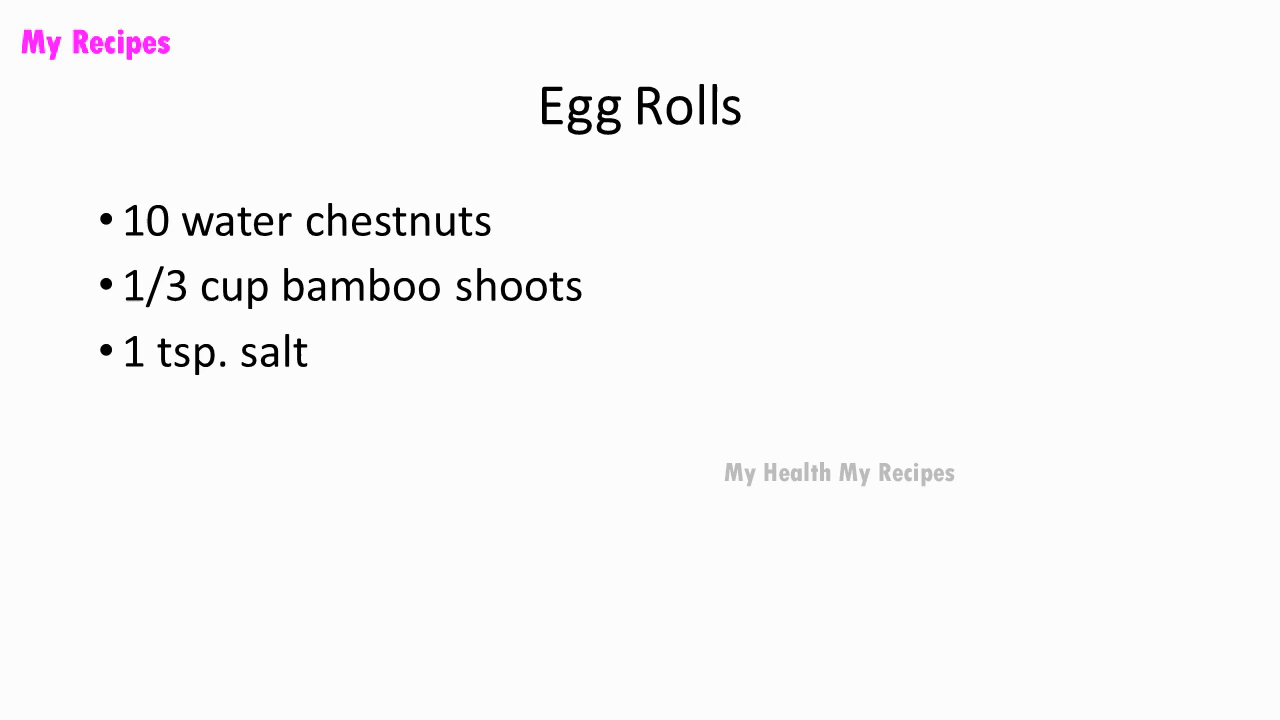 My Recipes
Egg Rolls
• 10 water chestnuts
• 1/3 cup bamboo shoots
• 1 tsp. salt
My Health My Recipes